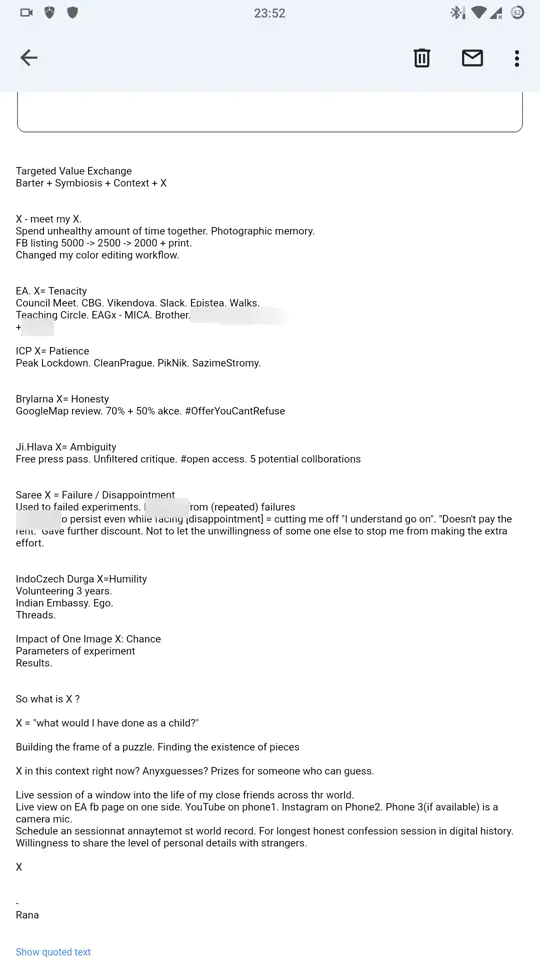 23:52
62
Targeted Value Exchange
Barter + Symbiosis + Context + X
X - meet my X.
Spend unhealthy amount of time together. Photographic memory.
FB listing 5000 -> 2500 -> 2000 + print.
Changed my color editing workflow.
EA. X= Tenacity
Council Meet. CBG. Vikendova. Slack. Epistea. Walks.
Teaching Circle. EAGx - MICA. Brother.
+
ICP X= Patience
Peak Lockdown. CleanPrague. PikNik. SazimeStromy.
Brylarna X= Honesty
GoogleMap review. 70% + 50% akce. #OfferYouCantRefuse
Ji.Hlava X= Ambiguity
Free press pass. Unfiltered critique. #open access. 5 potential collborations
Saree X = Failure / Disappointment
Used to failed experiments. from (repeated) failures
o persist even while facing [disappointment] = cutting me off "I understand go on". "Doesn't pay the
rent." Gave further discount. Not to let the unwillingness of some one else to stop me from making the extra
effort.
IndoCzech Durga X=Humility
Volunteering 3 years.
Indian Embassy. Ego.
Threads.
Impact of One Image X: Chance
Parameters of experiment
Results.
So what is X ?
X = "what would I have done as a child?"
Building the frame of a puzzle. Finding the existence of pieces
X in this context right now? Anyxguesses? Prizes for someone who can guess.
Live session of a window into the life of my close friends across thr world.
Live view on EA fb page on one side. YouTube on phone1. Instagram on Phone2. Phone 3(if available) is a
camera mic.
Schedule an sessionnat annaytemot st world record. For longest honest confession session in digital history.
Willingness to share the level of personal details with strangers.
X
-
Rana
Show quoted text